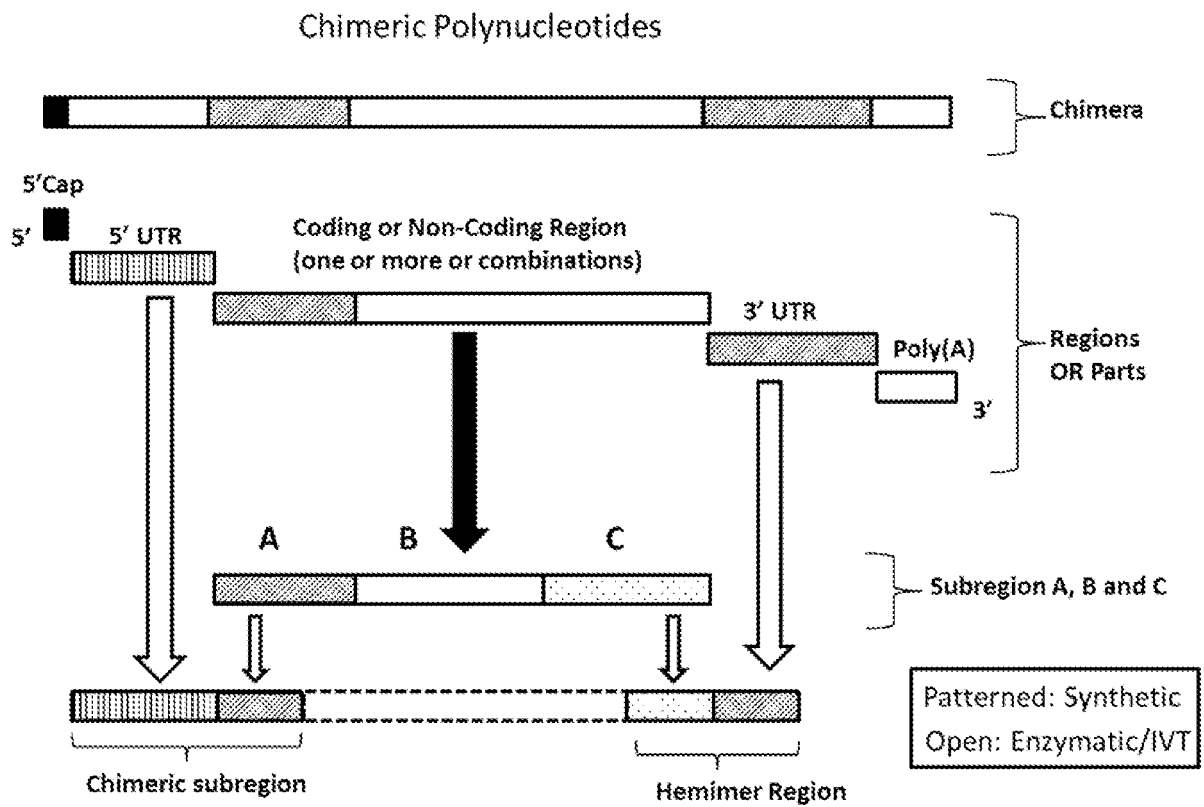 Chimeric Polynucleotides
Chimera
5'Cap
5'
5' UTR
Coding or Non-Coding Region
(one or more or combinations)
3' UTR
Poly(A)
3'
Regions
OR Parts
A
B
C
Subregion A, B and C
Patterned: Synthetic
Open: Enzymatic/IVT
Chimeric subregion
Hemimer Region